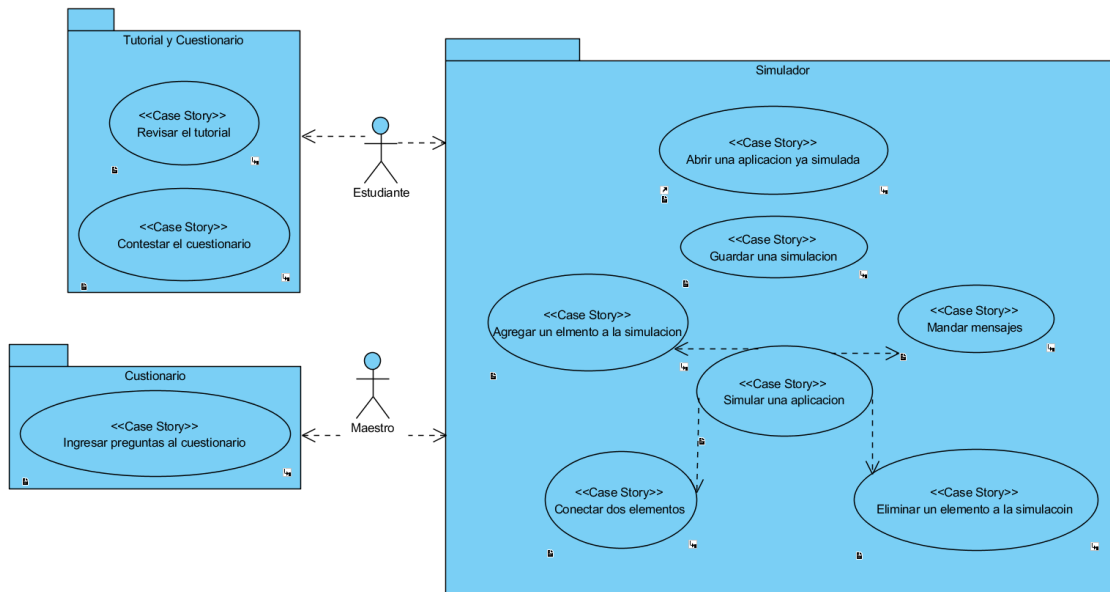 Tutorial y Cuestionario
<<Case Story>>
Revisar el tutorial
<<Case Story>>
Contestar el cuestionario
Estudiante
Custionario
<<Case Story>>
Ingresar preguntas al cuestionario
Maestro
Simulador
<<Case Story>>
Abrir una aplicacion ya simulada
<<Case Story>>
Guardar una simulacion
<<Case Story>>
Agregar un elmento a la simulacion
<<Case Story>>
Mandar mensajes
<<Case Story>>
Simular una aplicacion
<<Case Story>>
Conectar dos elementos
<<Case Story>>
Eliminar un elemento a la simulacoin